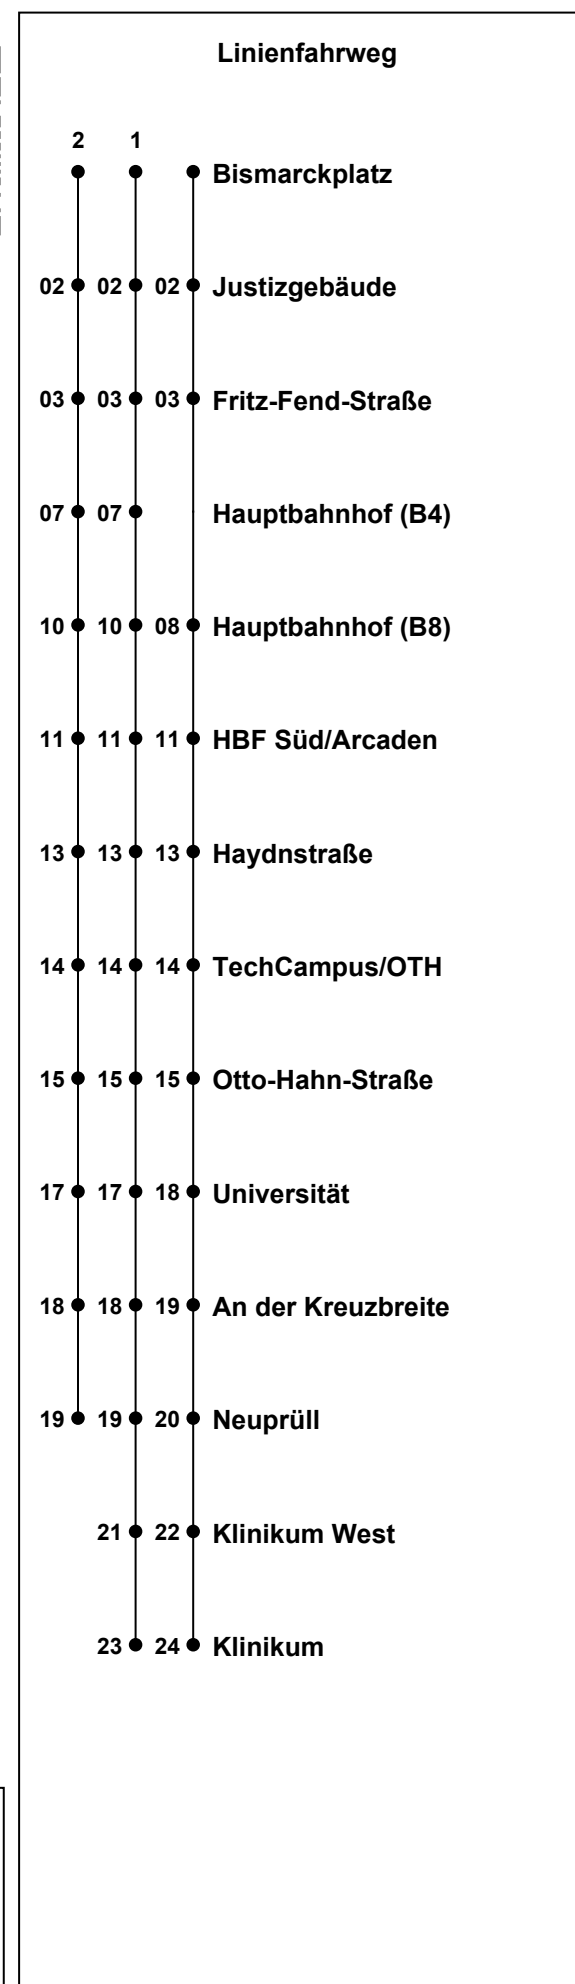 Linienfahrweg
2 1
Bismarckplatz
02 02 02 Justizgebäude
03 03 03 Fritz-Fend-Straße
07 07 Hauptbahnhof (B4)
10 10 08 Hauptbahnhof (B8)
11 11 11 HBF Süd/Arcaden
13 13 13 Haydnstraße
14 14 14 TechCampus/OTH
15 15 15 Otto-Hahn-Straße
17 17 18 Universität
18 18 19 An der Kreuzbreite
19 19 20 Neuprüll
21 22 Klinikum West
23 24 Klinikum